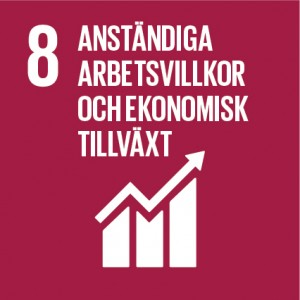 8 ANSTÄNDIGA
ARBETSVILLKOR
OCH EKONOMISK
TILLVÄXT